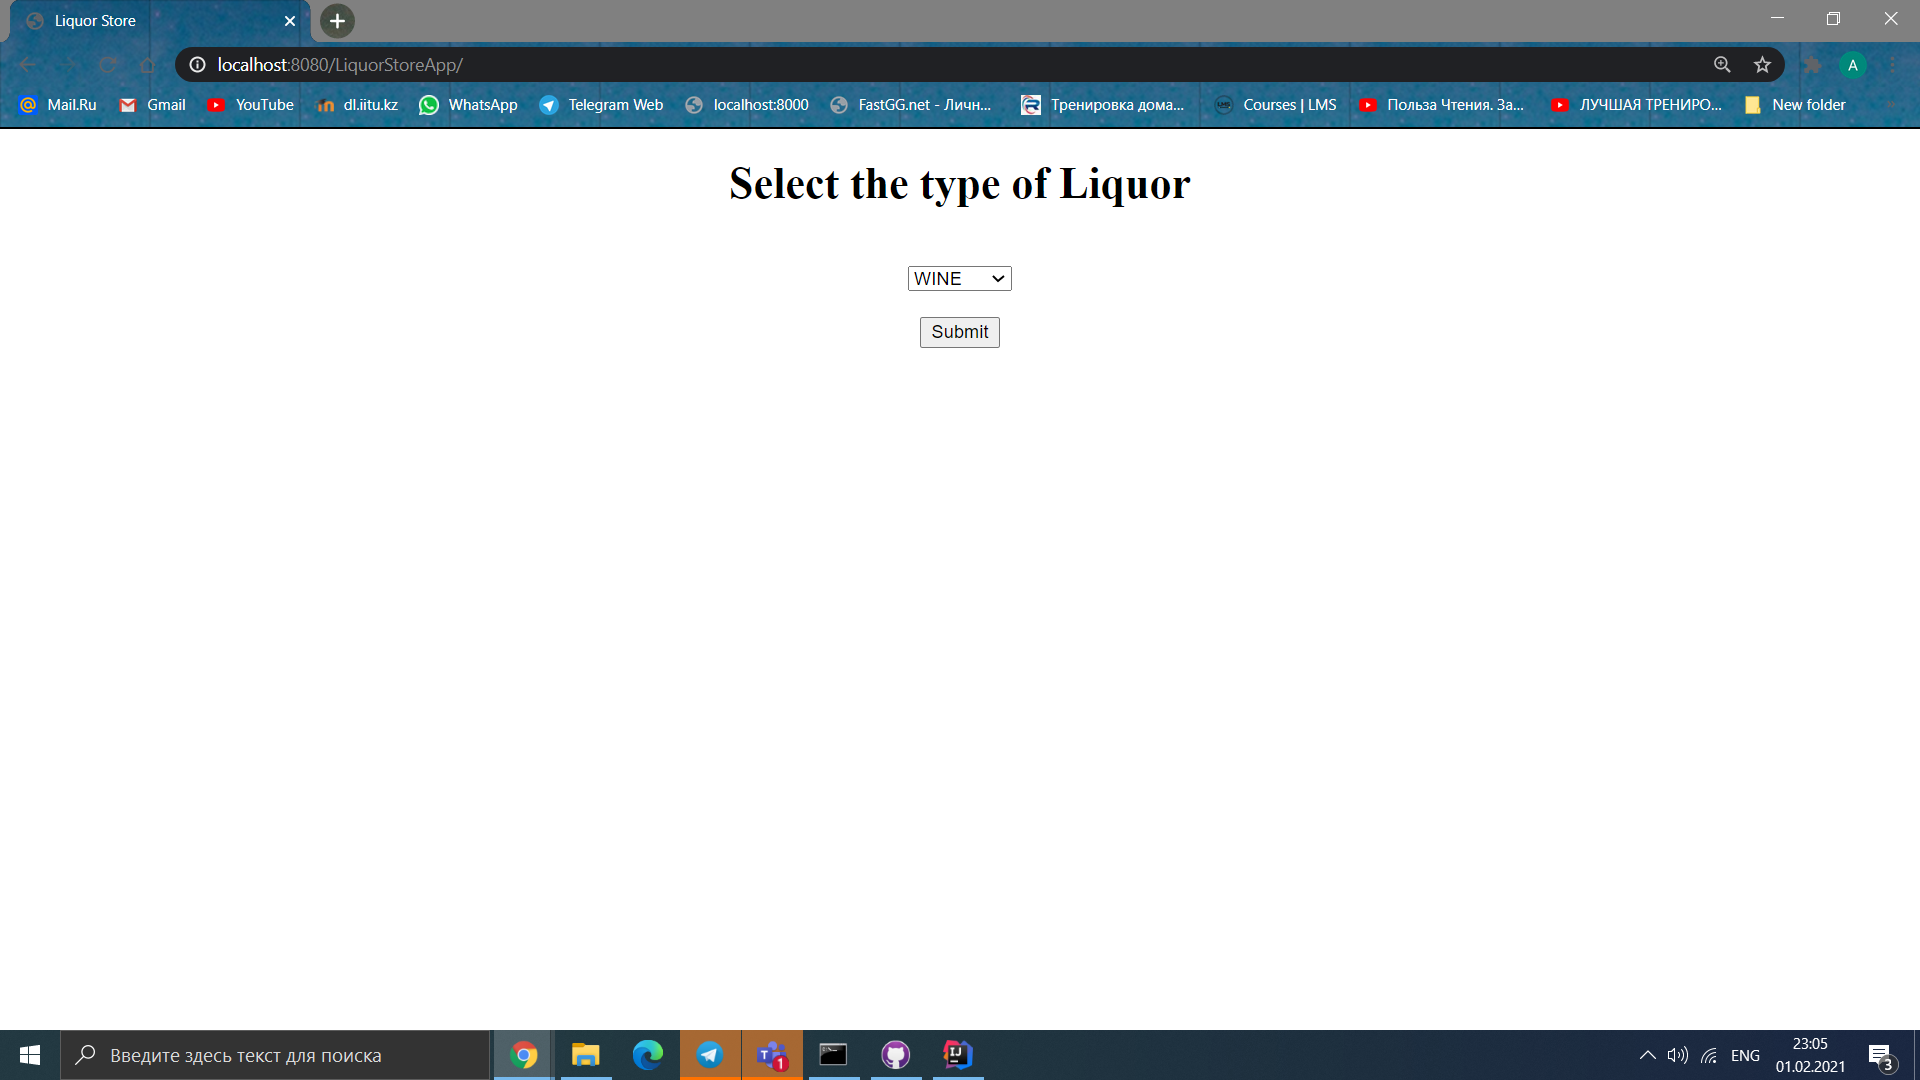 Liquor Store
localhost:8080/LiquorStoreApp/
A
Mail.Ru Gmail YouTube dl.iitu.kz WhatsApp Telegram Web localhost:8000 FastGG.net - Личн... Тренировка дома... Courses | LMS Польза Чтения. За... ЛУЧШАЯ ТРЕНИРО... New folder
Select the type of Liquor
WINE
Submit
Введите здесь текст для поиска
T 1
IJ
ENG
23:05
01.02.2021
3